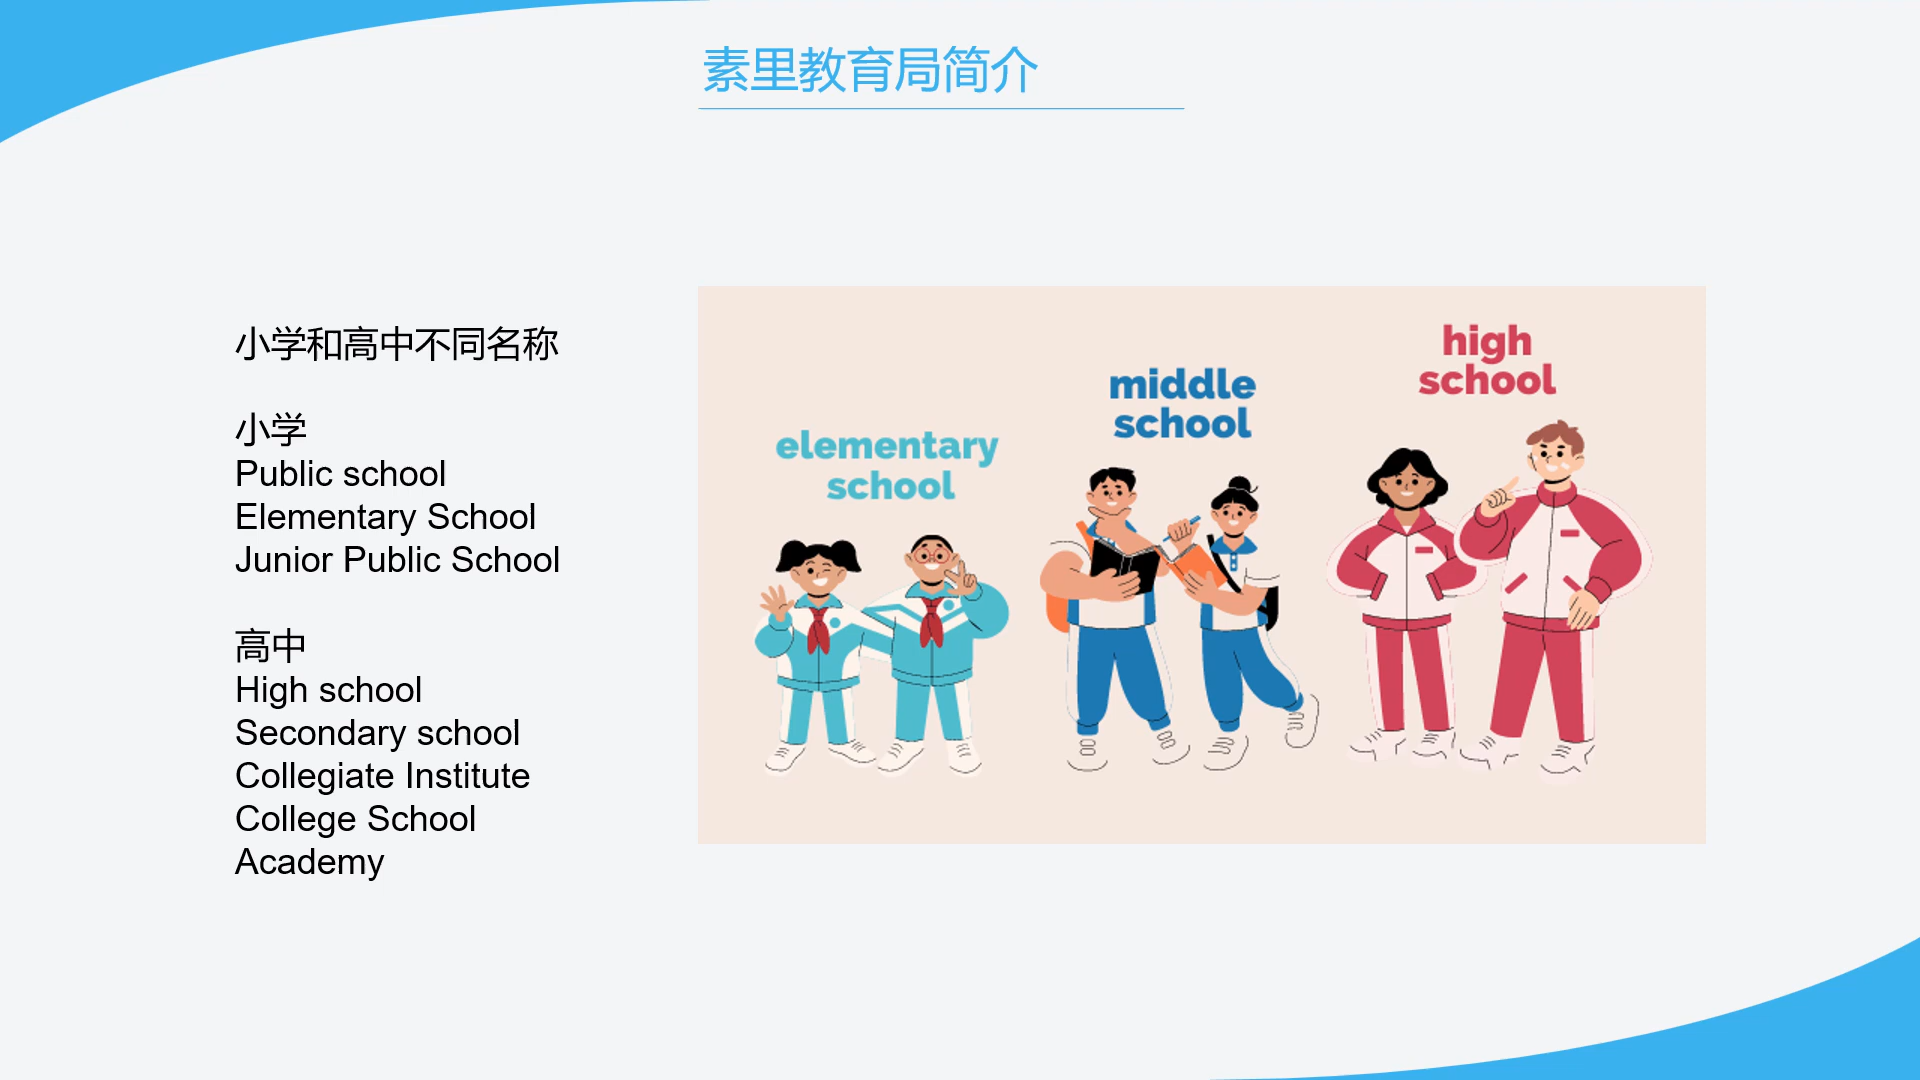 素里教育局简介
小学和高中不同名称
小学
Public school
Elementary School
Junior Public School
高中
High school
Secondary school
Collegiate Institute
College School
Academy
elementary
school
middle
school
high
school